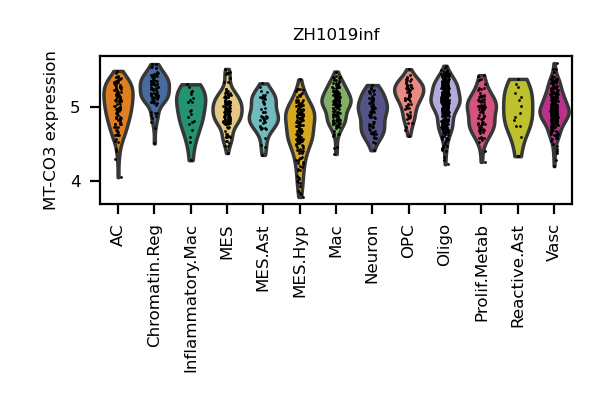 ZH1019inf
MT-CO3 expression
5
4
AC
Chromatin.Reg
Inflammatory.Mac
MES
MES.Ast
MES.Hyp
Mac
Neuron
OPC
Oligo
Prolif.Metab
Reactive.Ast
Vasc